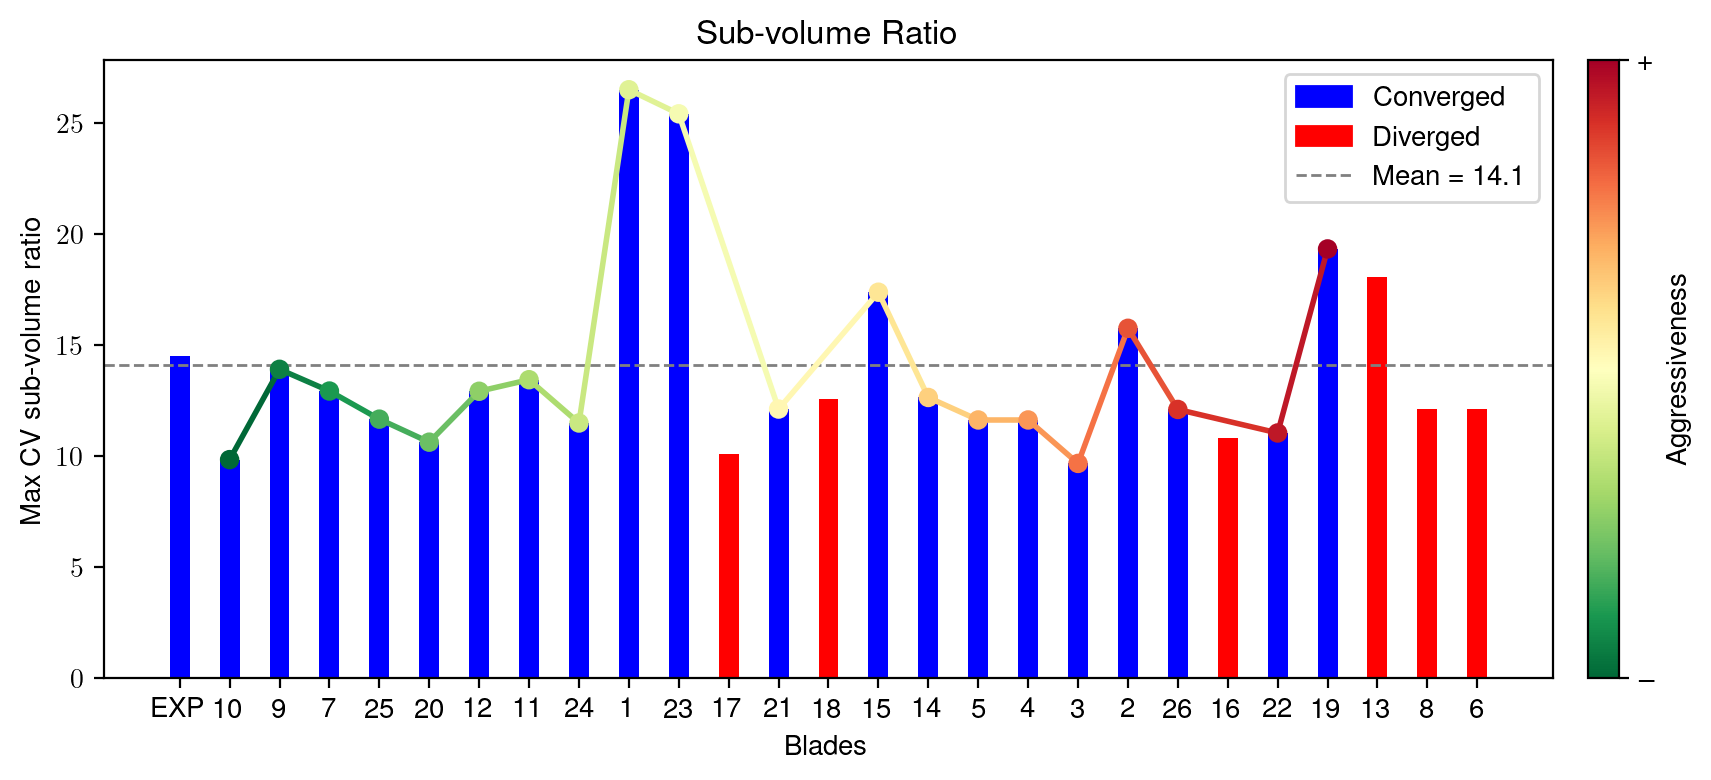 Sub-volume Ratio
Max CV sub-volume ratio
25
20
15
10
5
0
Converged
Diverged
Mean = 14.1
EXP 10 9 7 25 20 12 11 24 1 23 17 21 18 15 14 5 4 3 2 26 16 22 19 13 8 6
Blades
+
−
Aggressiveness